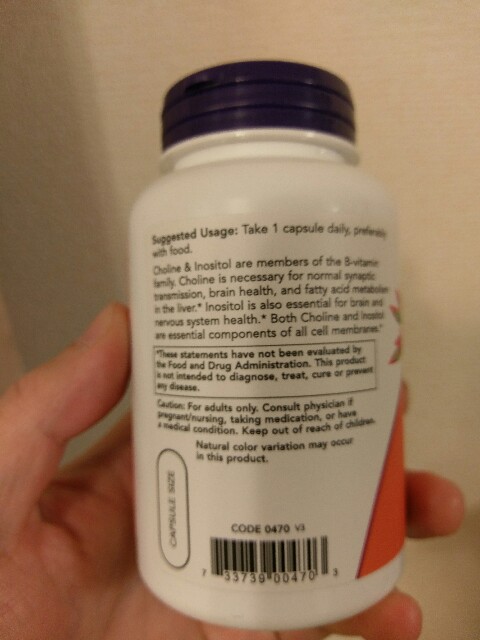 Suggested Usage: Take 1 capsule daily, preferably
with food.
Choline & Inositol are members of the B-vitamin
family. Choline is necessary for normal synaptic
transmission, brain health, and fatty acid metabolism
in the liver.* Inositol is also essential for brain and
nervous system health.* Both Choline and Inositol
are essential components of all cell membranes.*
*These statements have not been evaluated by
the Food and Drug Administration. This product
is not intended to diagnose, treat, cure or prevent
any disease.
Caution: For adults only. Consult physician if
pregnant/nursing, taking medication, or have
a medical condition. Keep out of reach of children.
Natural color variation may occur
in this product.
CAPSULE SIZE
CODE 0470 V3
7 33739 00470 3